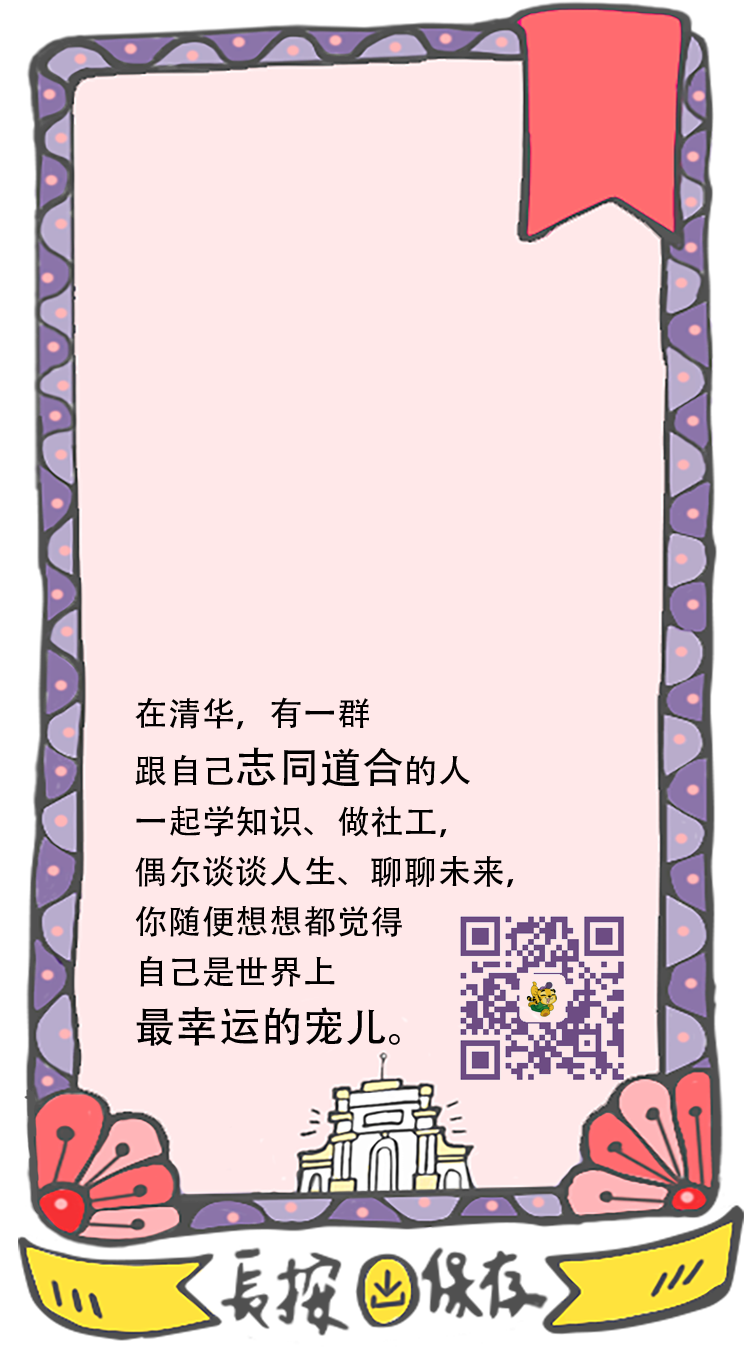 在清华，有一群
跟自己志同道合的人
一起学知识、做社工，
偶尔谈谈人生、聊聊未来，
你随便想想都觉得
自己是世界上
最幸运的宠儿。
長按保存